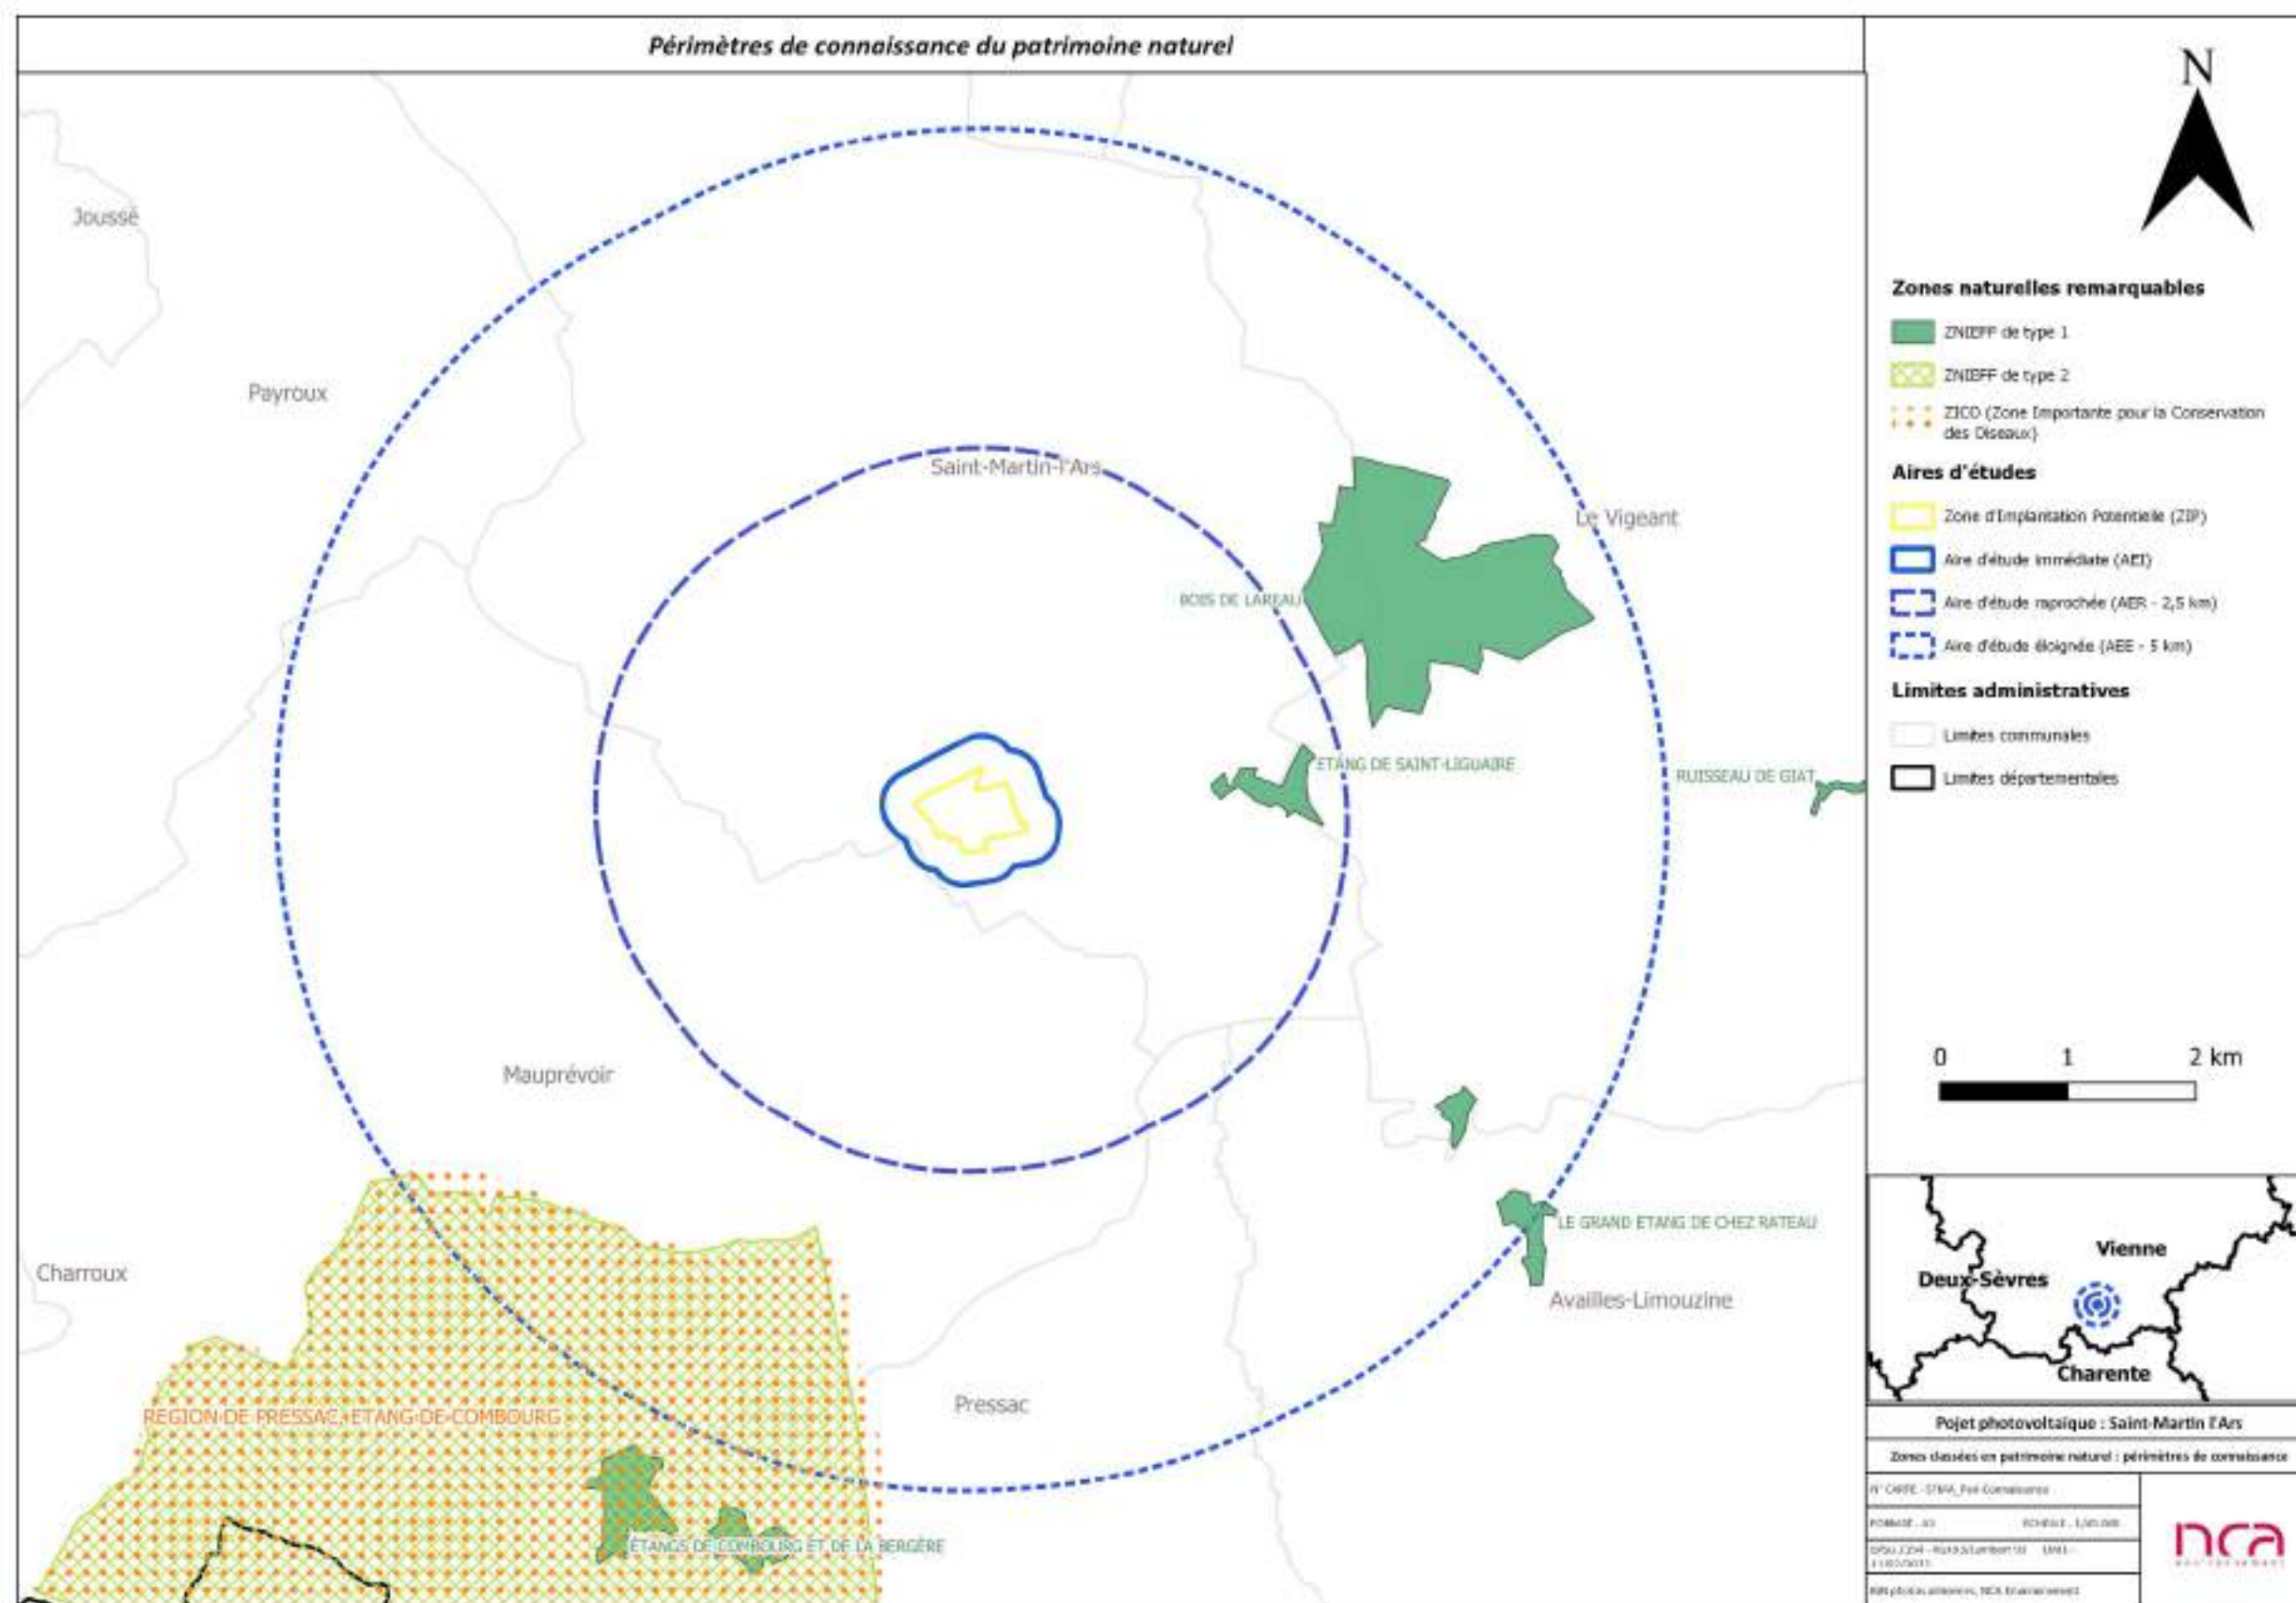 Périmètres de connaissance du patrimoine naturel
N
Joussé
Payroux
Saint-Martin-l'Ars
Le Vigeant
BOIS DE LAREAU
ETANG DE SAINT-LIGUAIRE
RUISSEAU DE GIAT
Mauprévoir
LE GRAND ETANG DE CHEZ RATEAU
Charroux
Availles-Limouzine
Pressac
REGION DE PRESSAC, ETANG DE COMBOURG
ÉTANGS DE COMBOURG ET DE LA BERGÈRE
Zones naturelles remarquables
ZNIEFF de type 1
ZNIEFF de type 2
ZICO (Zone Importante pour la Conservation
des Oiseaux)
Aires d'études
Zone d'Implantation Potentielle (ZIP)
Aire d'étude immédiate (AEI)
Aire d'étude raprochée (AER - 2,5 km)
Aire d'étude éloignée (AEE - 5 km)
Limites administratives
Limites communales
Limites départementales
0 1 2 km
Vienne
Deux-Sèvres
Charente
Pojet photovoltaïque : Saint-Martin l'Ars
Zones classées en patrimoine naturel : périmètres de connaissance
N° CARTE -
FORMAT - A3
nca
environnement